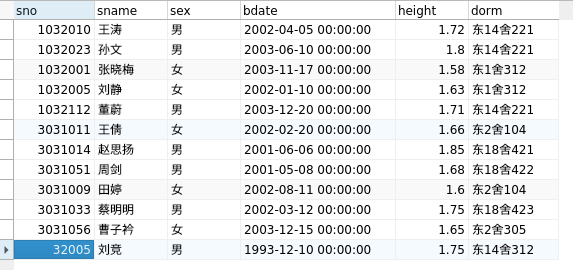 sno sname sex bdate height dorm
1032010 王涛 男 2002-04-05 00:00:00 1.72 东14舍221
1032023 孙文 男 2003-06-10 00:00:00 1.8 东14舍221
1032001 张晓梅 女 2003-11-17 00:00:00 1.58 东1舍312
1032005 刘静 女 2002-01-10 00:00:00 1.63 东1舍312
1032112 董蔚 男 2003-12-20 00:00:00 1.71 东14舍221
3031011 王倩 女 2002-02-20 00:00:00 1.66 东2舍104
3031014 赵思扬 男 2001-06-06 00:00:00 1.85 东18舍421
3031051 周剑 男 2001-05-08 00:00:00 1.68 东18舍422
3031009 田婷 女 2002-08-11 00:00:00 1.6 东2舍104
3031033 蔡明明 男 2002-03-12 00:00:00 1.75 东18舍423
3031056 曹子衿 女 2003-12-15 00:00:00 1.65 东2舍305
32005 刘竞 男 1993-12-10 00:00:00 1.75 东14舍312